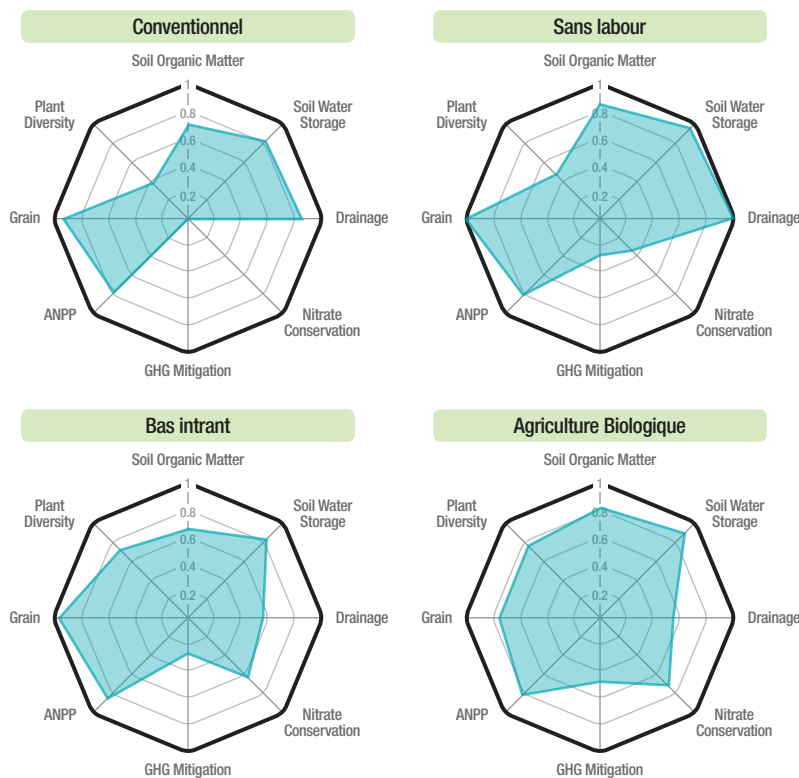 Conventionnel
Soil Organic Matter
1
0.8
0.6
0.4
0.2
Plant
Diversity
Soil Water
Storage
Grain
Drainage
ANPP
Nitrate
Conservation
GHG Mitigation
Sans labour
Soil Organic Matter
1
0.8
0.6
0.4
0.2
Plant
Diversity
Soil Water
Storage
Grain
Drainage
ANPP
Nitrate
Conservation
GHG Mitigation
Bas intrant
Soil Organic Matter
1
0.8
0.6
0.4
0.2
Plant
Diversity
Soil Water
Storage
Grain
Drainage
ANPP
Nitrate
Conservation
GHG Mitigation
Agriculture Biologique
Soil Organic Matter
1
0.8
0.6
0.4
0.2
Plant
Diversity
Soil Water
Storage
Grain
Drainage
ANPP
Nitrate
Conservation
GHG Mitigation